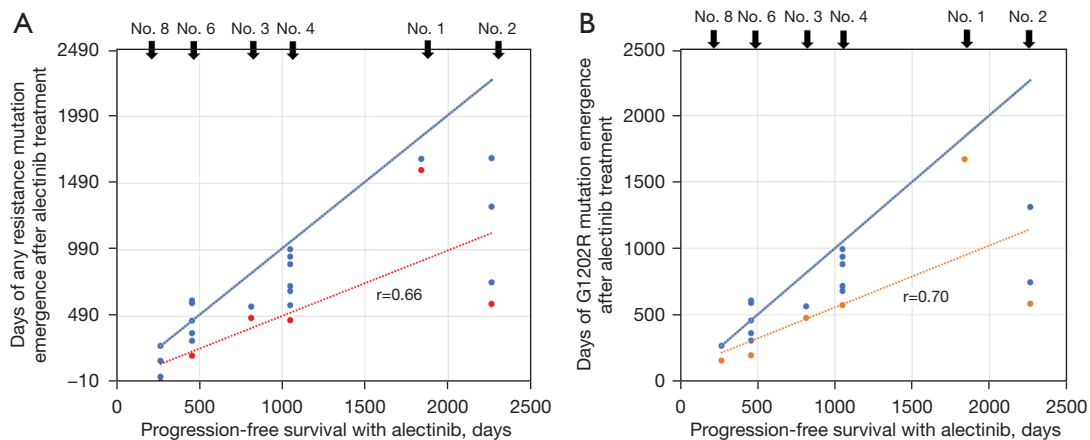 A
No. 8 No. 6 No. 3 No. 4 No. 1 No. 2
2490
1990
1490
990
490
–10
0 500 1000 1500 2000 2500
Days of any resistance mutation
emergence after alectinib treatment
r=0.66
Progression-free survival with alectinib, days
B
No. 8 No. 6 No. 3 No. 4 No. 1 No. 2
2500
2000
1500
1000
500
0
0 500 1000 1500 2000 2500
Days of G1202R mutation emergence
after alectinib treatment
r=0.70
Progression-free survival with alectinib, days